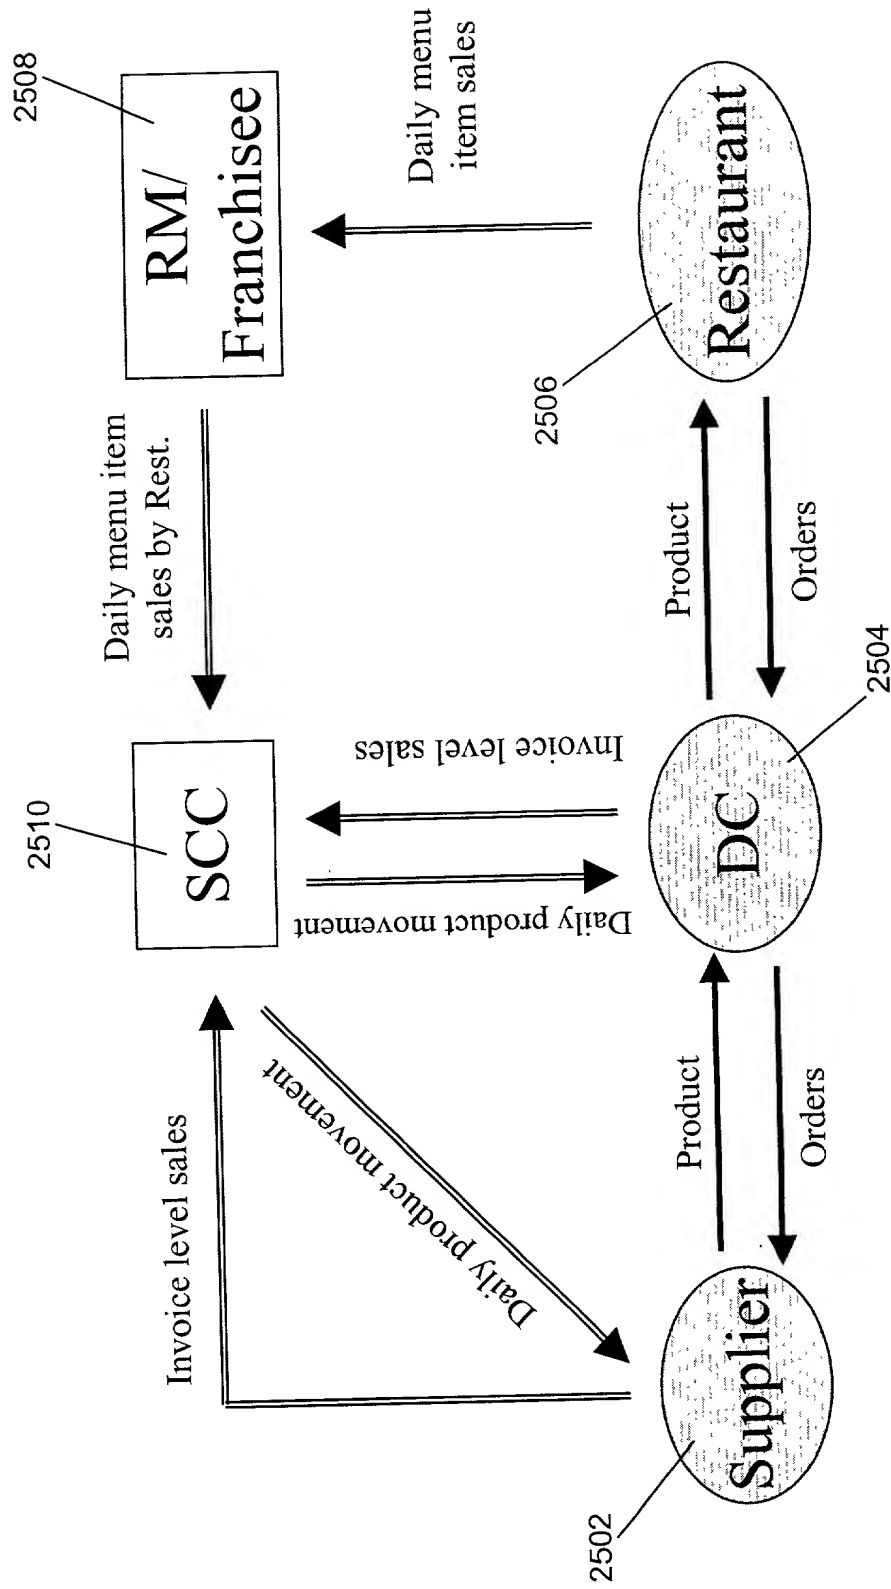 2510
2508
SCC
RM/
Franchisee
Daily menu item
sales by Rest.
Invoice level sales
Daily product movement
Daily product movement
Invoice level sales
Daily menu
item sales
2502
Supplier
Product
Orders
DC
2504
Product
Orders
2506
Restaurant